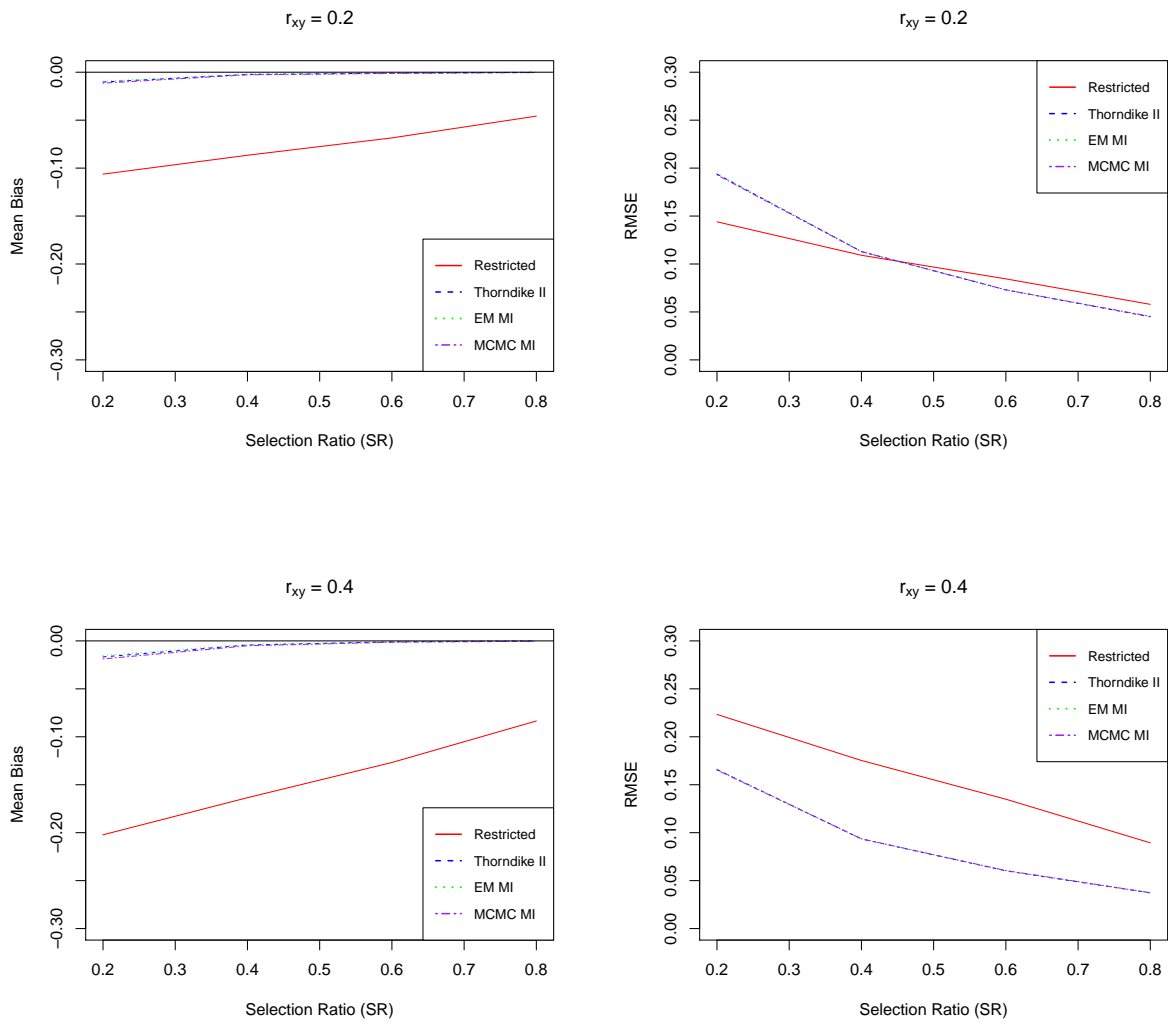 r_xy = 0.2
Mean Bias
0.00
−0.10
−0.20
−0.30
Restricted
Thorndike II
EM MI
MCMC MI
0.2 0.3 0.4 0.5 0.6 0.7 0.8
Selection Ratio (SR)
r_xy = 0.2
RMSE
0.30
0.25
0.20
0.15
0.10
0.05
0.00
Restricted
Thorndike II
EM MI
MCMC MI
0.2 0.3 0.4 0.5 0.6 0.7 0.8
Selection Ratio (SR)
r_xy = 0.4
Mean Bias
0.00
−0.10
−0.20
−0.30
Restricted
Thorndike II
EM MI
MCMC MI
0.2 0.3 0.4 0.5 0.6 0.7 0.8
Selection Ratio (SR)
r_xy = 0.4
RMSE
0.30
0.25
0.20
0.15
0.10
0.05
0.00
Restricted
Thorndike II
EM MI
MCMC MI
0.2 0.3 0.4 0.5 0.6 0.7 0.8
Selection Ratio (SR)